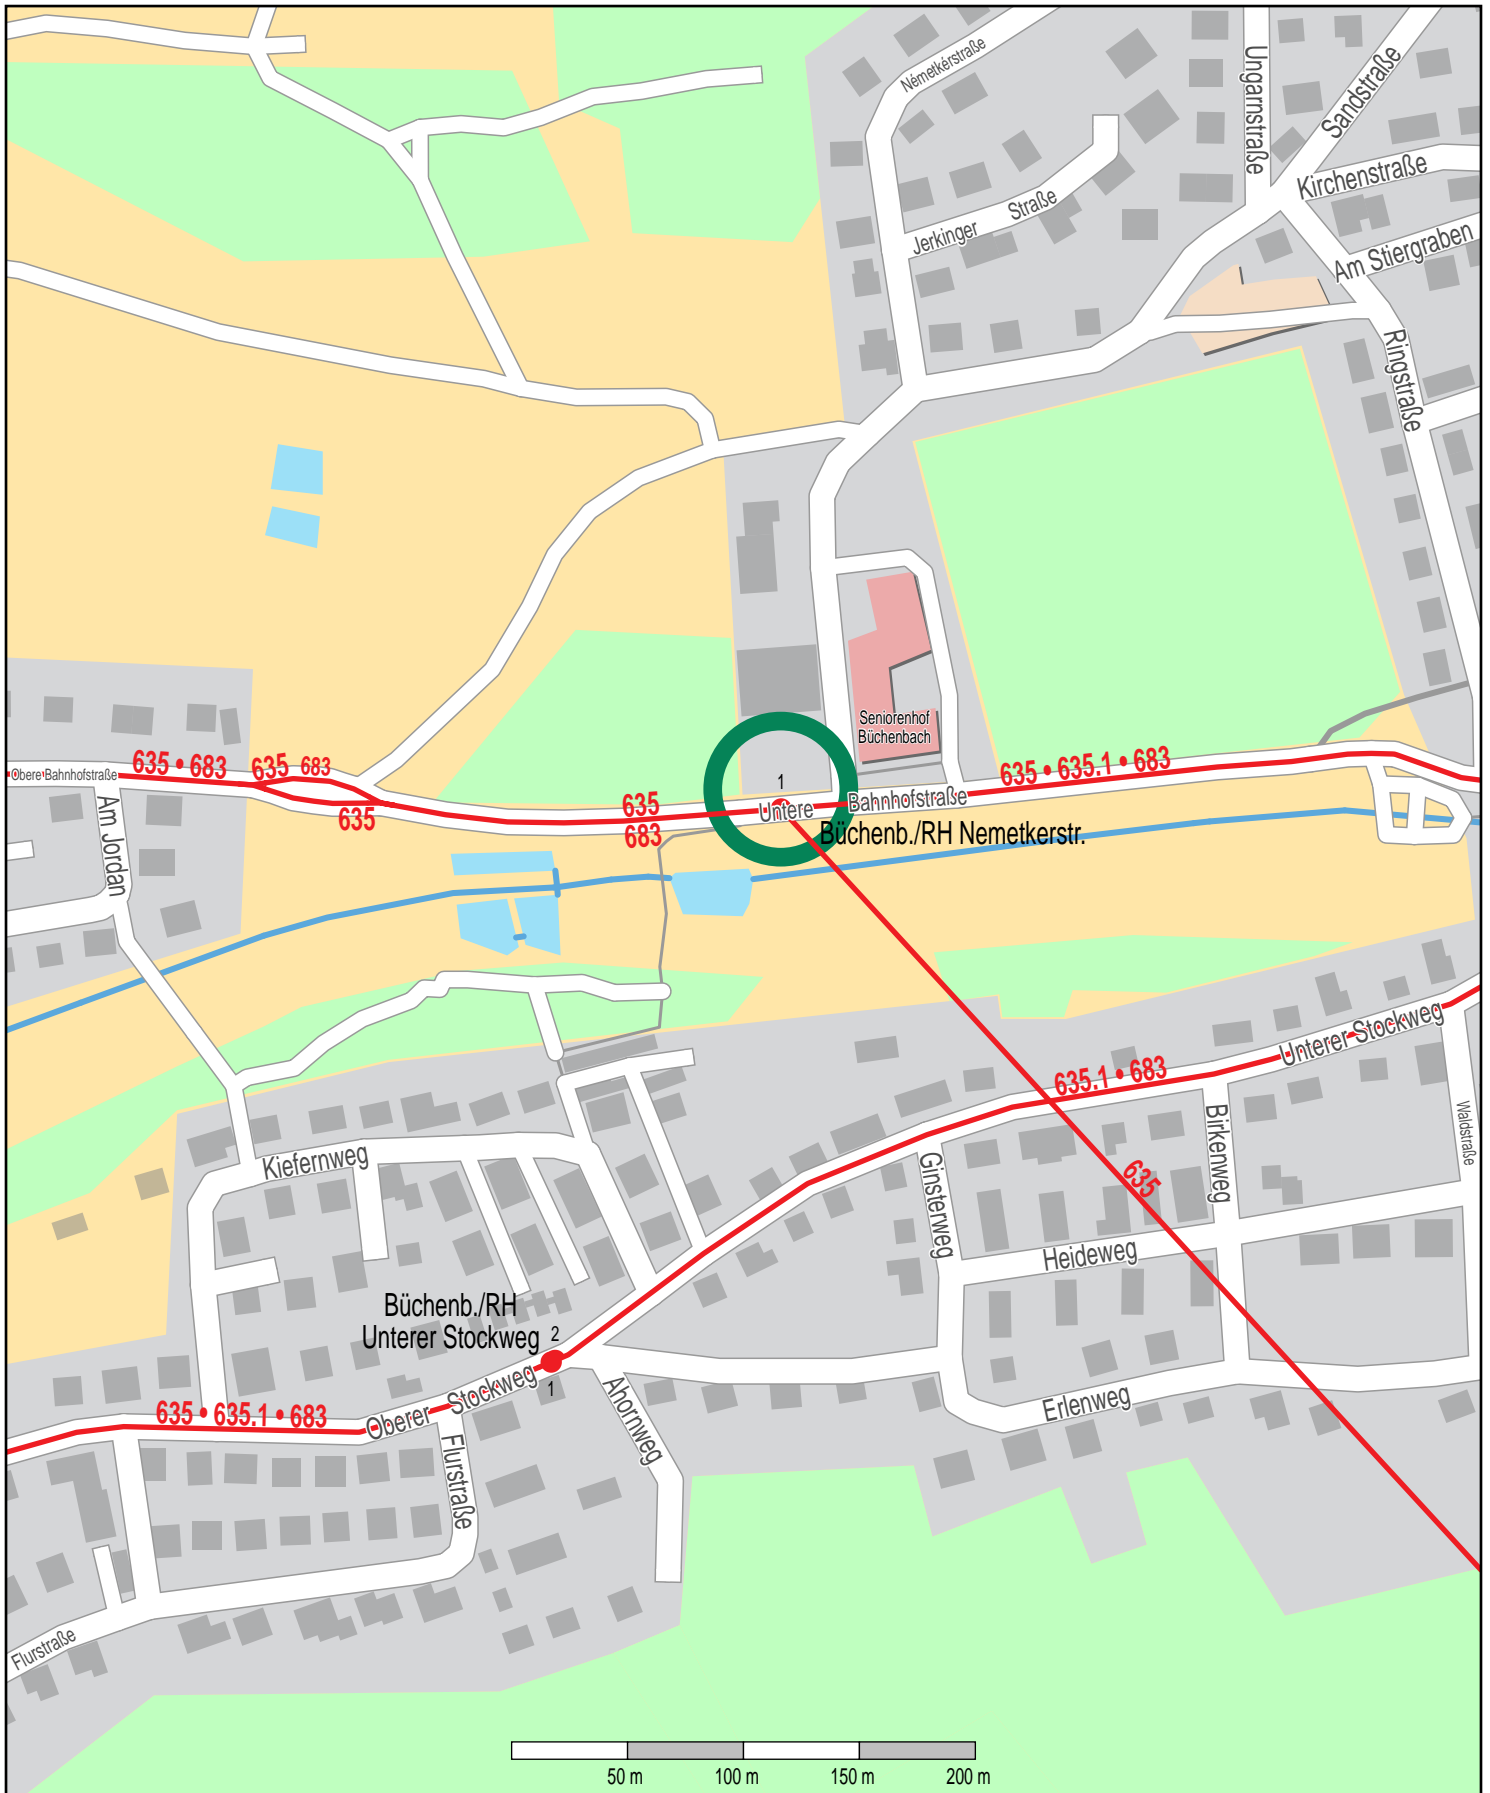 Németkérstraße
Ungarnstraße
Sandstraße
Kirchenstraße
Jerkinger Straße
Am Stiergraben
Ringstraße
Seniorenhof
Büchenbach
Obere Bahnhofstraße
635 • 683
635
683
635
635
683
1
635 • 635.1 • 683
Untere Bahnhofstraße
Büchenb./RH Nemetkerstr.
Am Jordan
Unterer Stockweg
635.1 • 683
Waldstraße
Birkenweg
Kiefernweg
Ginsterweg
635
Heideweg
Büchenb./RH
Unterer Stockweg
2
1
Oberer Stockweg
635 • 635.1 • 683
Ahornweg
Erlenweg
Flurstraße
Flurstraße
50 m
100 m
150 m
200 m